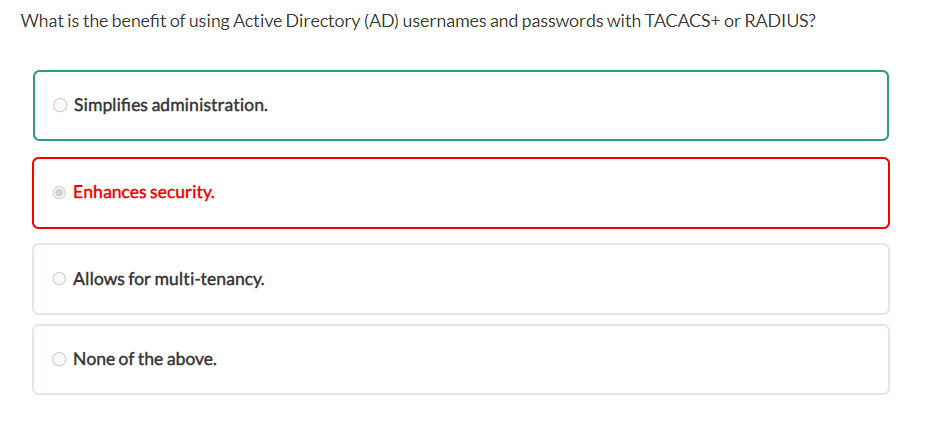 What is the benefit of using Active Directory (AD) usernames and passwords with TACACS+ or RADIUS?
Simplifies administration.
Enhances security.
Allows for multi-tenancy.
None of the above.